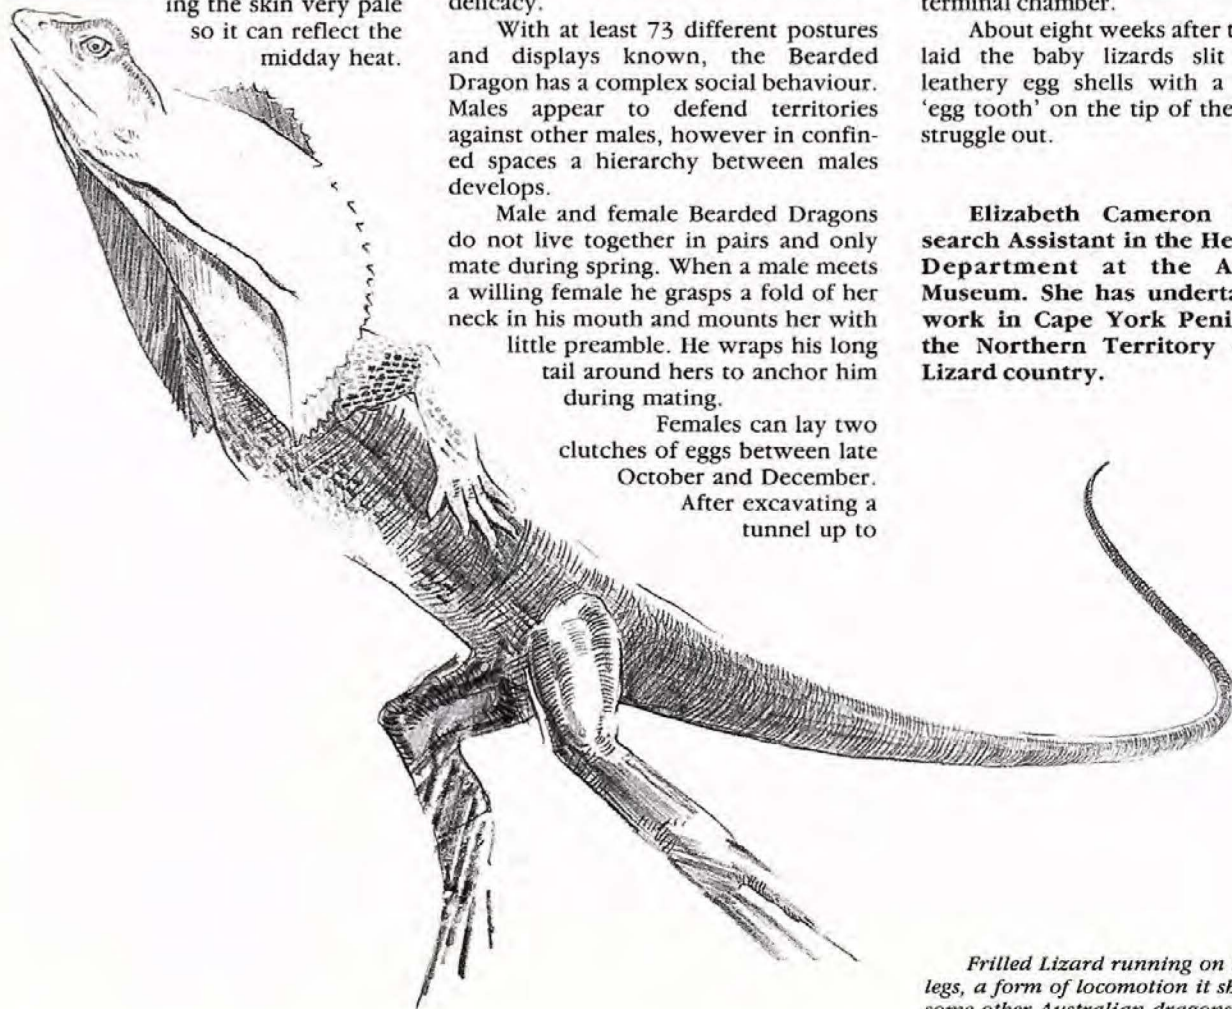 ing the skin very pale
so it can reflect the
midday heat.
delicacy.
With at least 73 different postures
and displays known, the Bearded
Dragon has a complex social behaviour.
Males appear to defend territories
against other males, however in confin-
ed spaces a hierarchy between males
develops.
Male and female Bearded Dragons
do not live together in pairs and only
mate during spring. When a male meets
a willing female he grasps a fold of her
neck in his mouth and mounts her with
little preamble. He wraps his long
tail around hers to anchor him
during mating.
Females can lay two
clutches of eggs between late
October and December.
After excavating a
tunnel up to
terminal chamber.
About eight weeks after
laid the baby lizards slit
leathery egg shells with a
'egg tooth' on the tip of the
struggle out.
Elizabeth Cameron
search Assistant in the
Department at the
Museum. She has
work in Cape York
the Northern Territory
Lizard country.
Frilled Lizard running on
legs, a form of locomotion it
some other Australian dragons